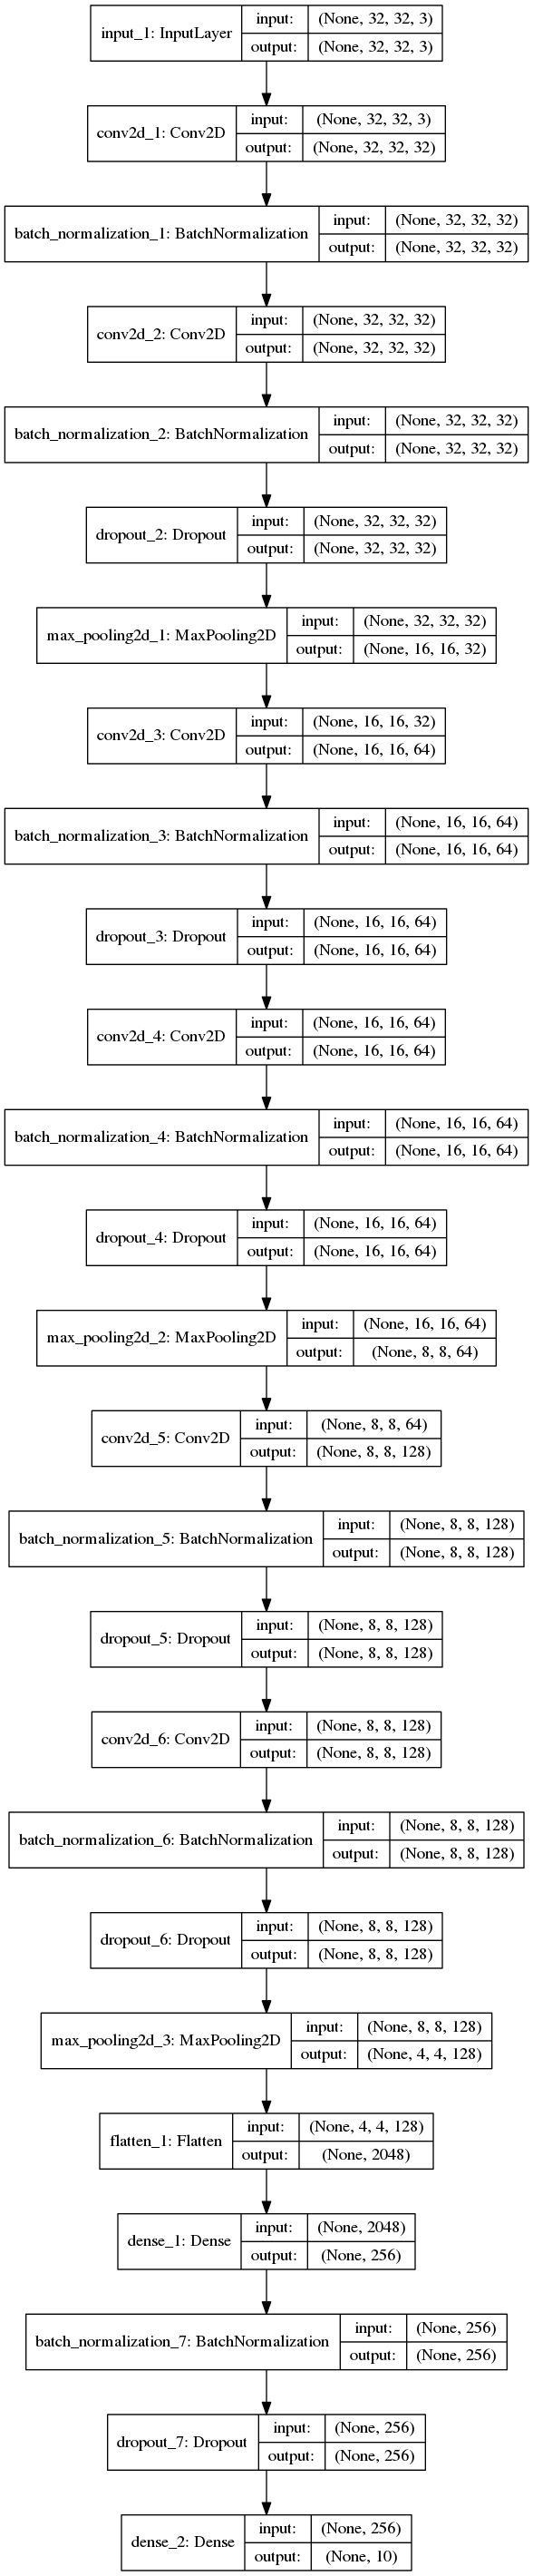 input_1: InputLayer
input: (None, 32, 32, 3)
output: (None, 32, 32, 3)
conv2d_1: Conv2D
input: (None, 32, 32, 3)
output: (None, 32, 32, 32)
batch_normalization_1: BatchNormalization
input: (None, 32, 32, 32)
output: (None, 32, 32, 32)
conv2d_2: Conv2D
input: (None, 32, 32, 32)
output: (None, 32, 32, 32)
batch_normalization_2: BatchNormalization
input: (None, 32, 32, 32)
output: (None, 32, 32, 32)
dropout_2: Dropout
input: (None, 32, 32, 32)
output: (None, 32, 32, 32)
max_pooling2d_1: MaxPooling2D
input: (None, 32, 32, 32)
output: (None, 16, 16, 32)
conv2d_3: Conv2D
input: (None, 16, 16, 32)
output: (None, 16, 16, 64)
batch_normalization_3: BatchNormalization
input: (None, 16, 16, 64)
output: (None, 16, 16, 64)
dropout_3: Dropout
input: (None, 16, 16, 64)
output: (None, 16, 16, 64)
conv2d_4: Conv2D
input: (None, 16, 16, 64)
output: (None, 16, 16, 64)
batch_normalization_4: BatchNormalization
input: (None, 16, 16, 64)
output: (None, 16, 16, 64)
dropout_4: Dropout
input: (None, 16, 16, 64)
output: (None, 16, 16, 64)
max_pooling2d_2: MaxPooling2D
input: (None, 16, 16, 64)
output: (None, 8, 8, 64)
conv2d_5: Conv2D
input: (None, 8, 8, 64)
output: (None, 8, 8, 128)
batch_normalization_5: BatchNormalization
input: (None, 8, 8, 128)
output: (None, 8, 8, 128)
dropout_5: Dropout
input: (None, 8, 8, 128)
output: (None, 8, 8, 128)
conv2d_6: Conv2D
input: (None, 8, 8, 128)
output: (None, 8, 8, 128)
batch_normalization_6: BatchNormalization
input: (None, 8, 8, 128)
output: (None, 8, 8, 128)
dropout_6: Dropout
input: (None, 8, 8, 128)
output: (None, 8, 8, 128)
max_pooling2d_3: MaxPooling2D
input: (None, 8, 8, 128)
output: (None, 4, 4, 128)
flatten_1: Flatten
input: (None, 4, 4, 128)
output: (None, 2048)
dense_1: Dense
input: (None, 2048)
output: (None, 256)
batch_normalization_7: BatchNormalization
input: (None, 256)
output: (None, 256)
dropout_7: Dropout
input: (None, 256)
output: (None, 256)
dense_2: Dense
input: (None, 256)
output: (None, 10)